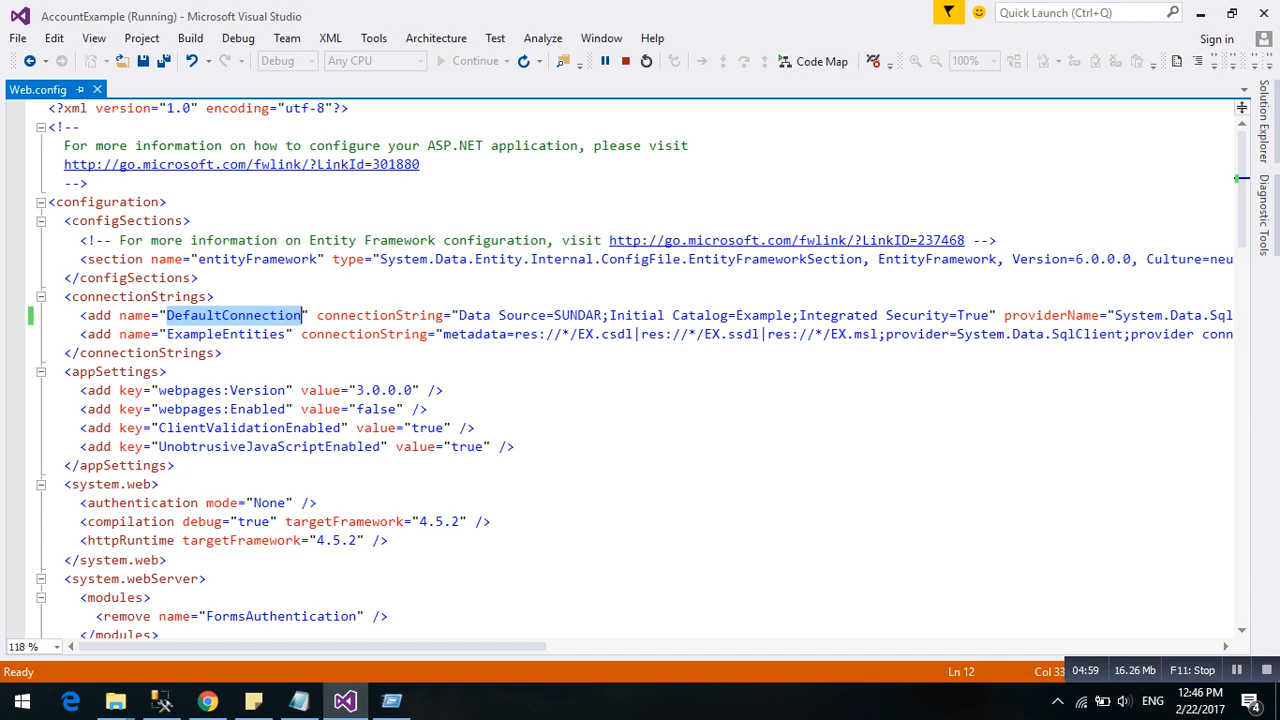 AccountExample (Running) - Microsoft Visual Studio
Quick Launch (Ctrl+Q)
File Edit View Project Build Debug Team XML Tools Architecture Test Analyze Window Help
Sign in
Debug Any CPU Continue Code Map 100%
Web.config
<?xml version="1.0" encoding="utf-8"?>
<!--
For more information on how to configure your ASP.NET application, please visit
http://go.microsoft.com/fwlink/?LinkId=301880
-->
<configuration>
<configSections>
<!-- For more information on Entity Framework configuration, visit http://go.microsoft.com/fwlink/?LinkID=237468 -->
<section name="entityFramework" type="System.Data.Entity.Internal.ConfigFile.EntityFrameworkSection, EntityFramework, Version=6.0.0.0, Culture=neu
</configSections>
<connectionStrings>
<add name="DefaultConnection" connectionString="Data Source=SUNDAR;Initial Catalog=Example;Integrated Security=True" providerName="System.Data.Sql
<add name="ExampleEntities" connectionString="metadata=res://*/EX.csdl|res://*/EX.ssdl|res://*/EX.msl;provider=System.Data.SqlClient;provider conn
</connectionStrings>
<appSettings>
<add key="webpages:Version" value="3.0.0.0" />
<add key="webpages:Enabled" value="false" />
<add key="ClientValidationEnabled" value="true" />
<add key="UnobtrusiveJavaScriptEnabled" value="true" />
</appSettings>
<system.web>
<authentication mode="None" />
<compilation debug="true" targetFramework="4.5.2" />
<httpRuntime targetFramework="4.5.2" />
</system.web>
<system.webServer>
<modules>
<remove name="FormsAuthentication" />
</modules>
Solution Explorer
Diagnostic Tools
118 %
Ready Ln 12 Col 33
04:59 16.26 Mb F11: Stop
ENG
12:46 PM
2/22/2017
4